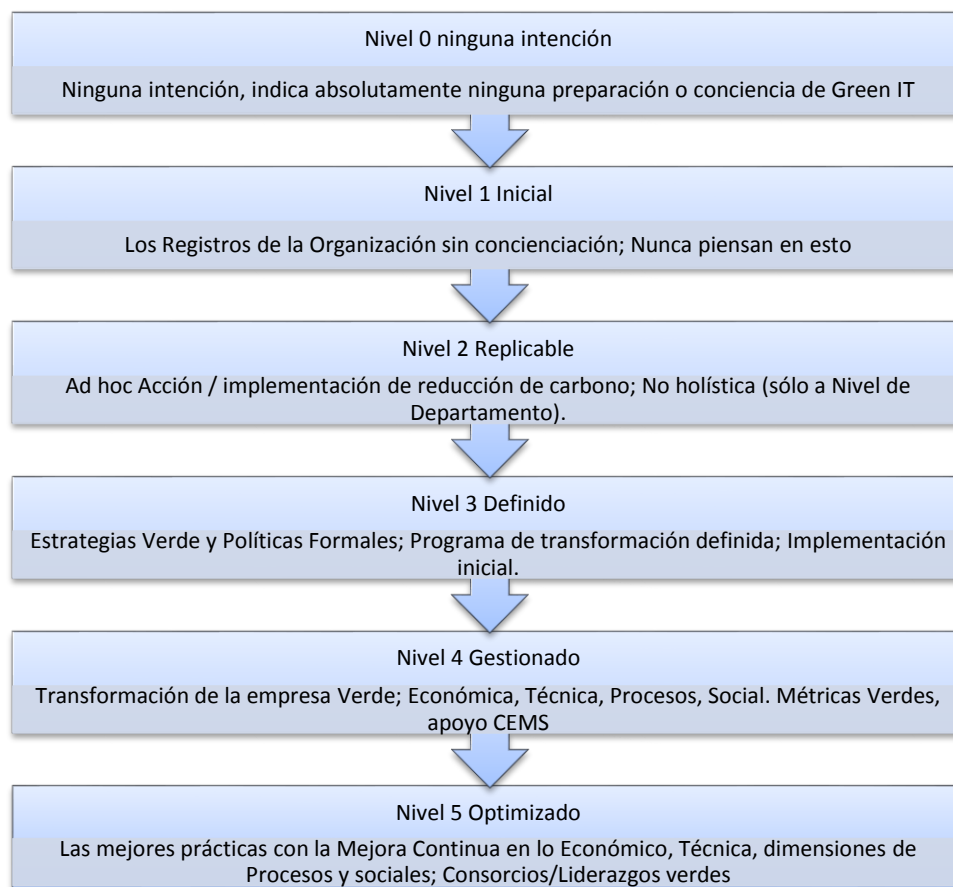 Nivel 0 ninguna intención
Ninguna intención, indica absolutamente ninguna preparación o conciencia de Green IT
Nivel 1 Inicial
Los Registros de la Organización sin concienciación; Nunca piensan en esto
Nivel 2 Replicable
Ad hoc Acción / implementación de reducción de carbono; No holística (sólo a Nivel de
Departamento).
Nivel 3 Definido
Estrategias Verde y Políticas Formales; Programa de transformación definida; Implementación
inicial.
Nivel 4 Gestionado
Transformación de la empresa Verde; Económica, Técnica, Procesos, Social. Métricas Verdes,
apoyo CEMS
Nivel 5 Optimizado
Las mejores prácticas con la Mejora Continua en lo Económico, Técnica, dimensiones de
Procesos y sociales; Consorcios/Liderazgos verdes